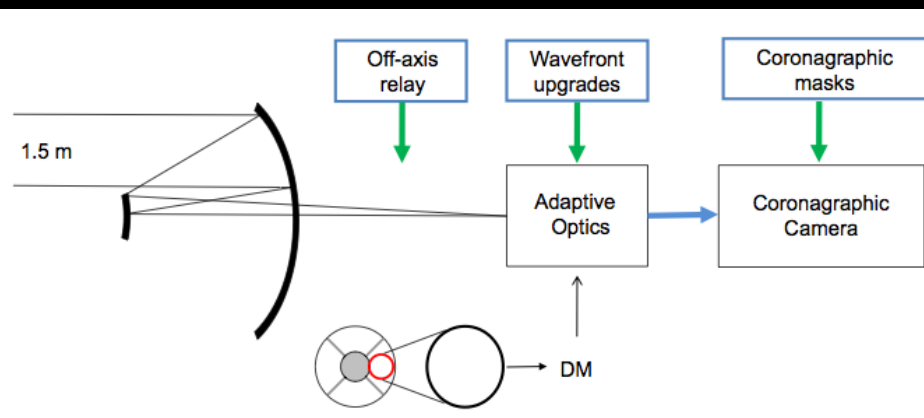 Off-axis
relay
Wavefront
upgrades
Coronagraphic
masks
1.5 m
Adaptive
Optics
Coronagraphic
Camera
DM